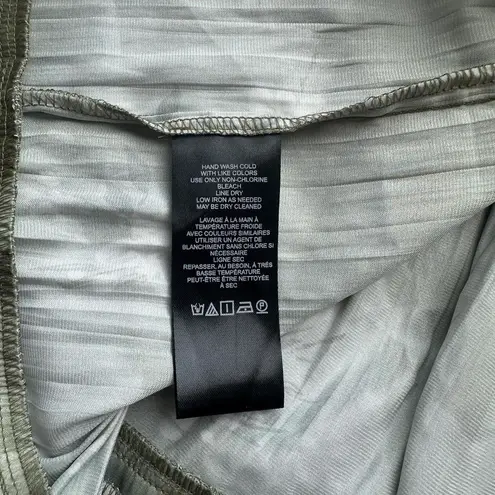 HAND WASH COLD
WITH LIKE COLORS
USE ONLY NON-CHLORINE
BLEACH
LINE DRY
LOW IRON AS NEEDED
MAY BE DRY CLEANED
LAVAGE À LA MAIN À
TEMPÉRATURE FROIDE
AVEC COULEURS SIMILAIRES
UTILISER UN AGENT DE
BLANCHIMENT SANS CHLORE SI
NÉCESSAIRE
LIGNE SEC
REPASSER, AU BESOIN, À TRÈS
BASSE TEMPÉRATURE
PEUT-ÊTRE ÊTRE NETTOYÉE
À SEC